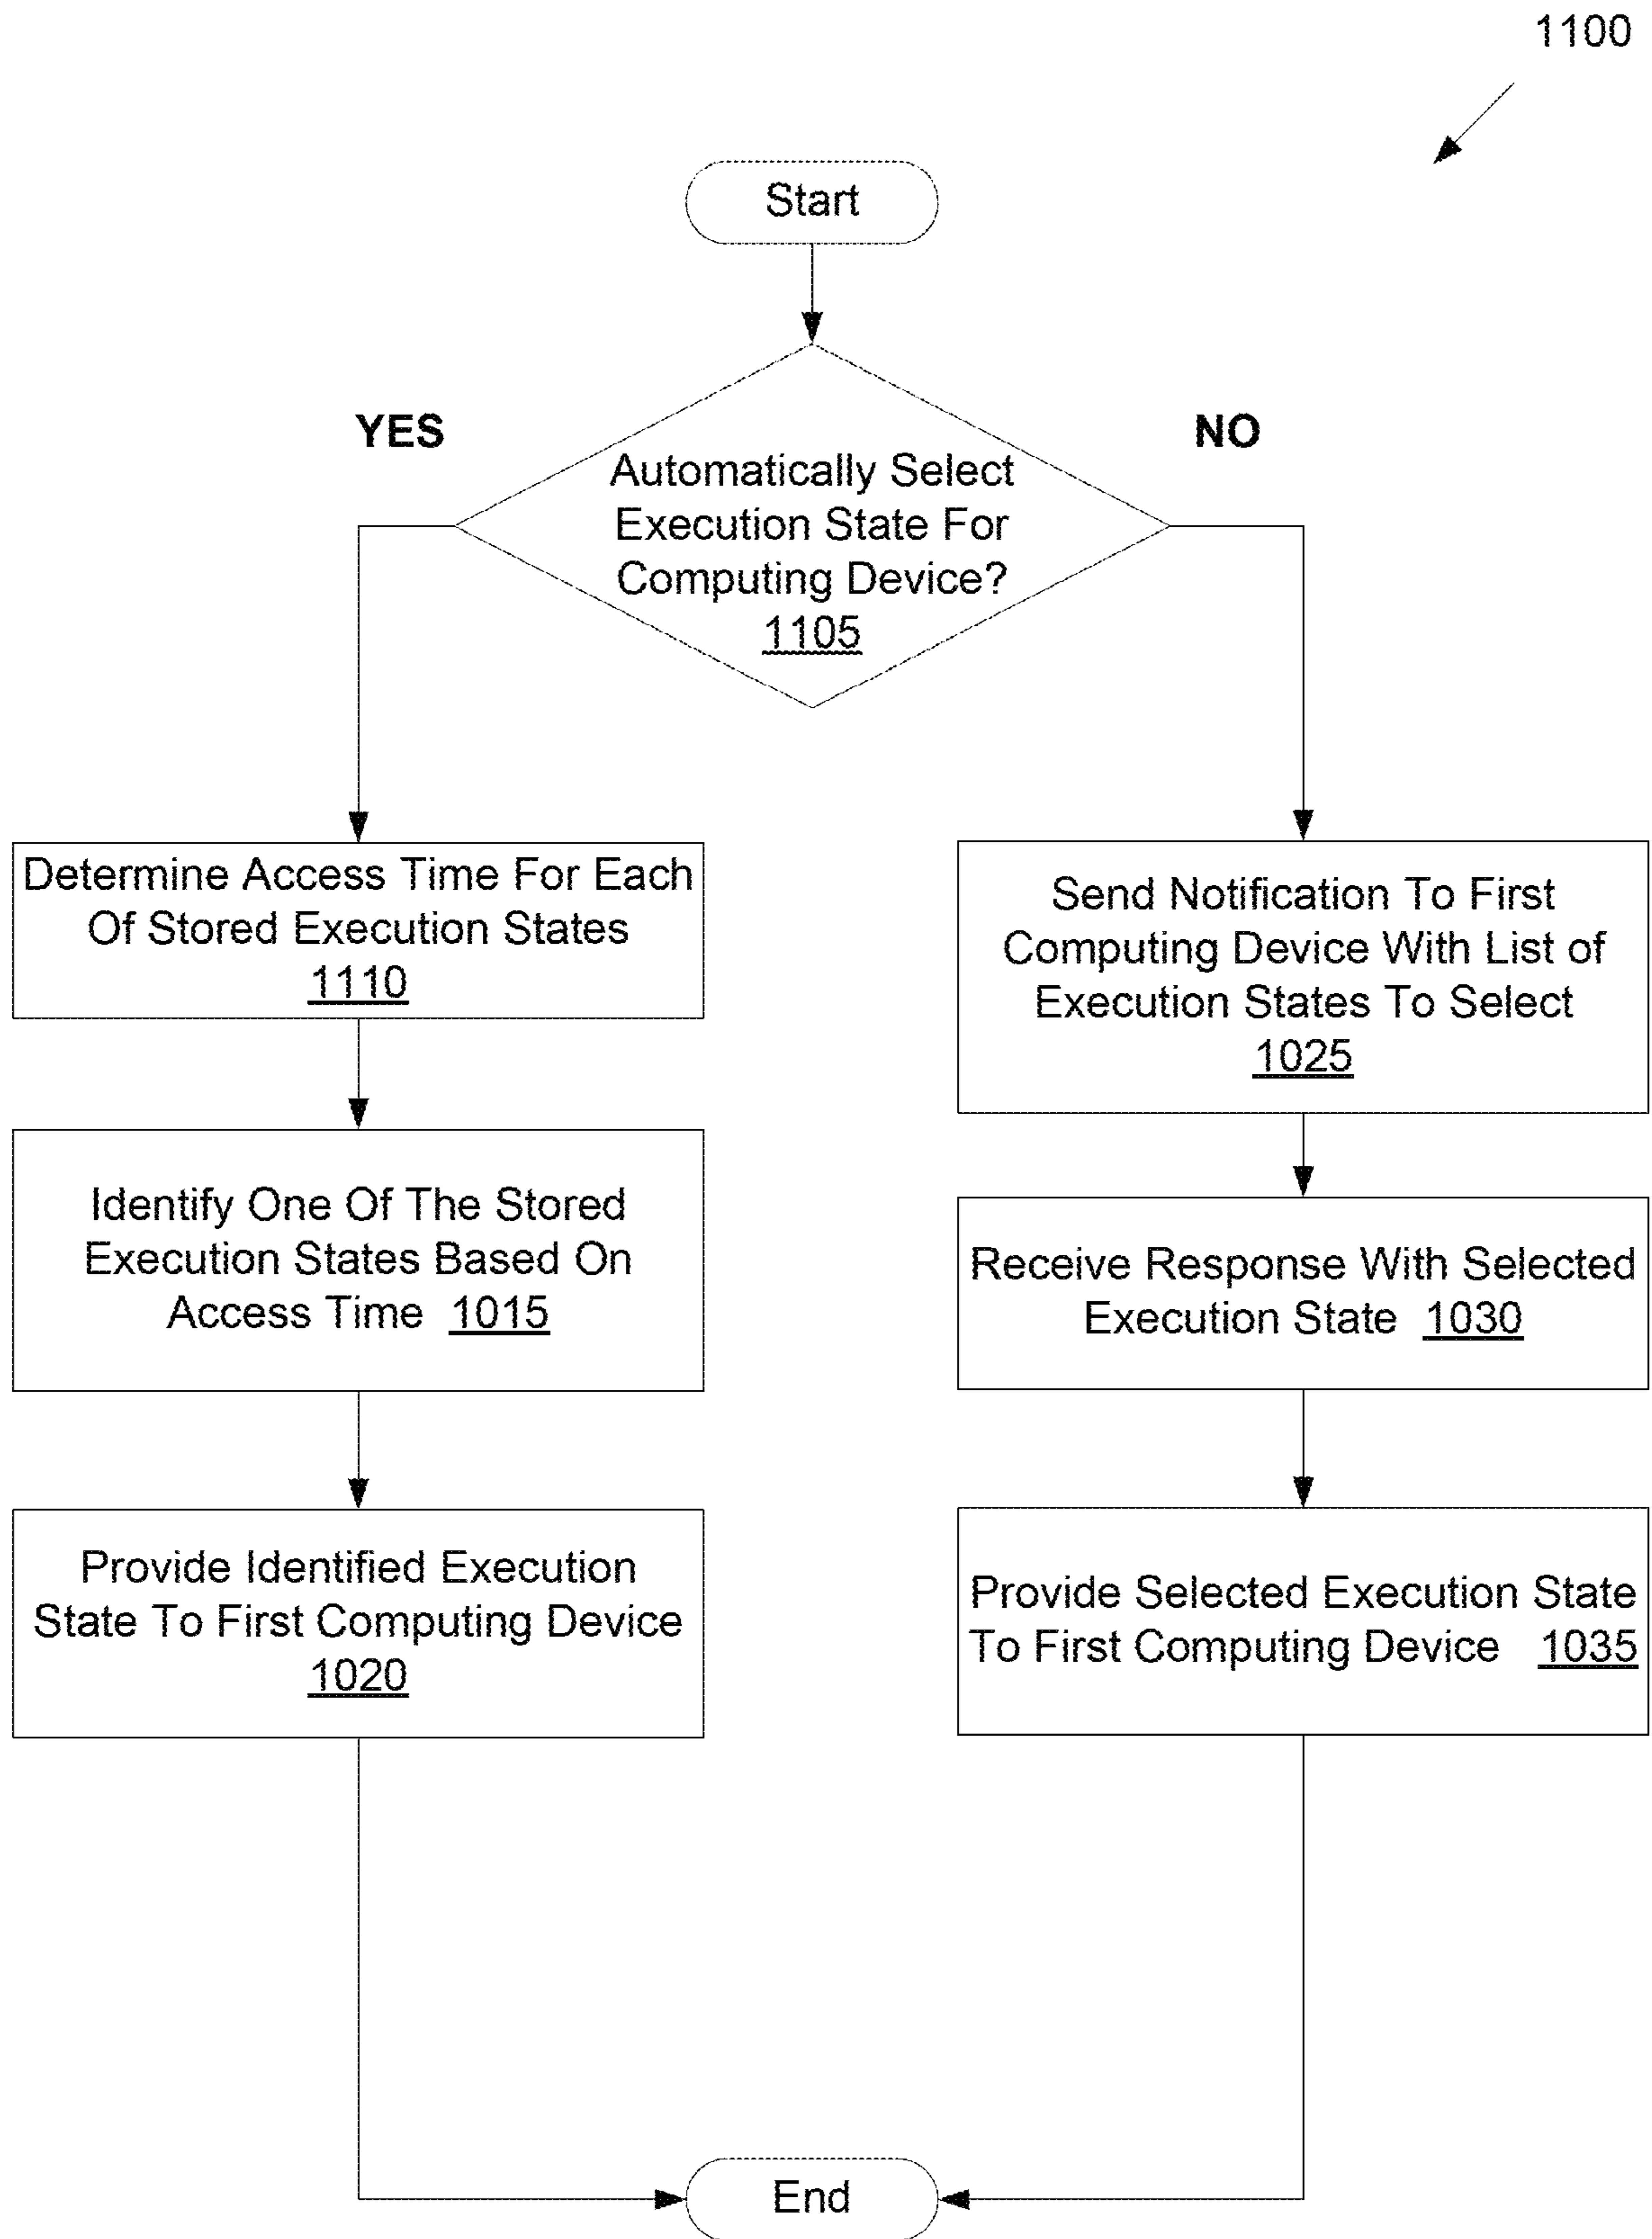 1100
Start
YES
NO
Automatically Select
Execution State For
Computing Device?
1105
Determine Access Time For Each
Of Stored Execution States
1110
Identify One Of The Stored
Execution States Based On
Access Time 1015
Provide Identified Execution
State To First Computing Device
1020
Send Notification To First
Computing Device With List of
Execution States To Select
1025
Receive Response With Selected
Execution State 1030
Provide Selected Execution State
To First Computing Device 1035
End